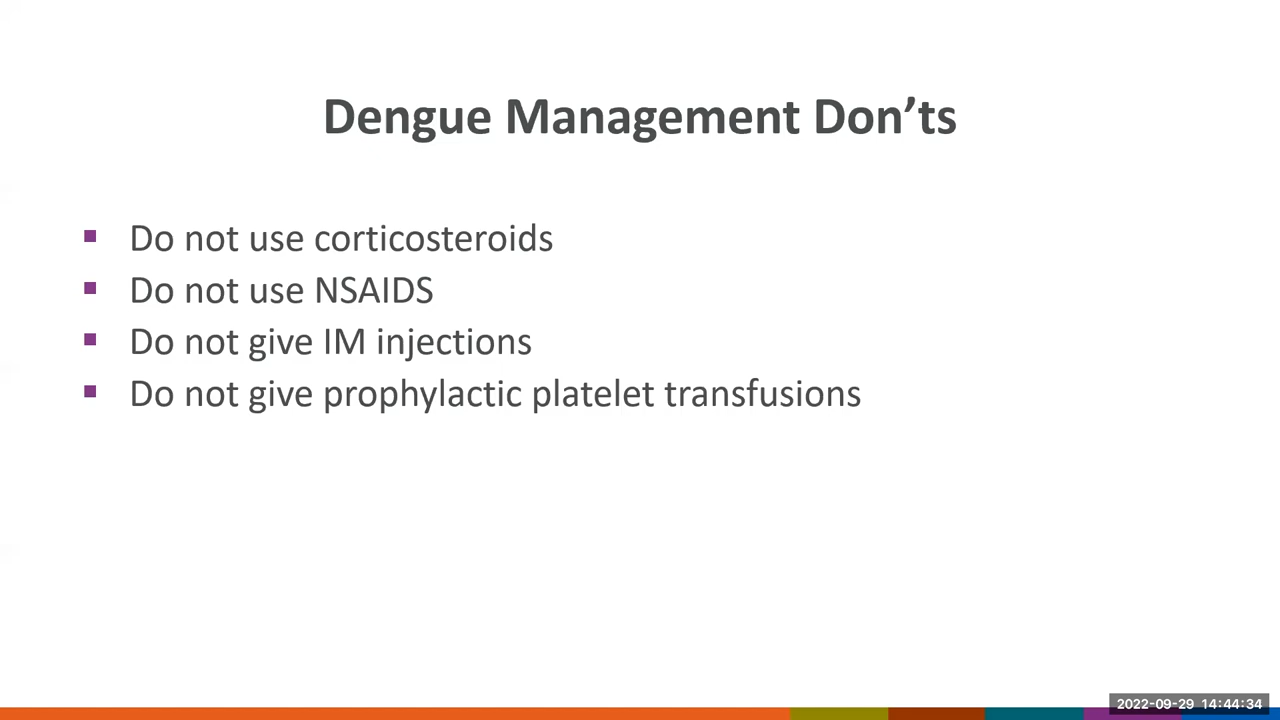 Dengue Management Don’ts
Do not use corticosteroids
Do not use NSAIDS
Do not give IM injections
Do not give prophylactic platelet transfusions
2022-09-29 14:44:34